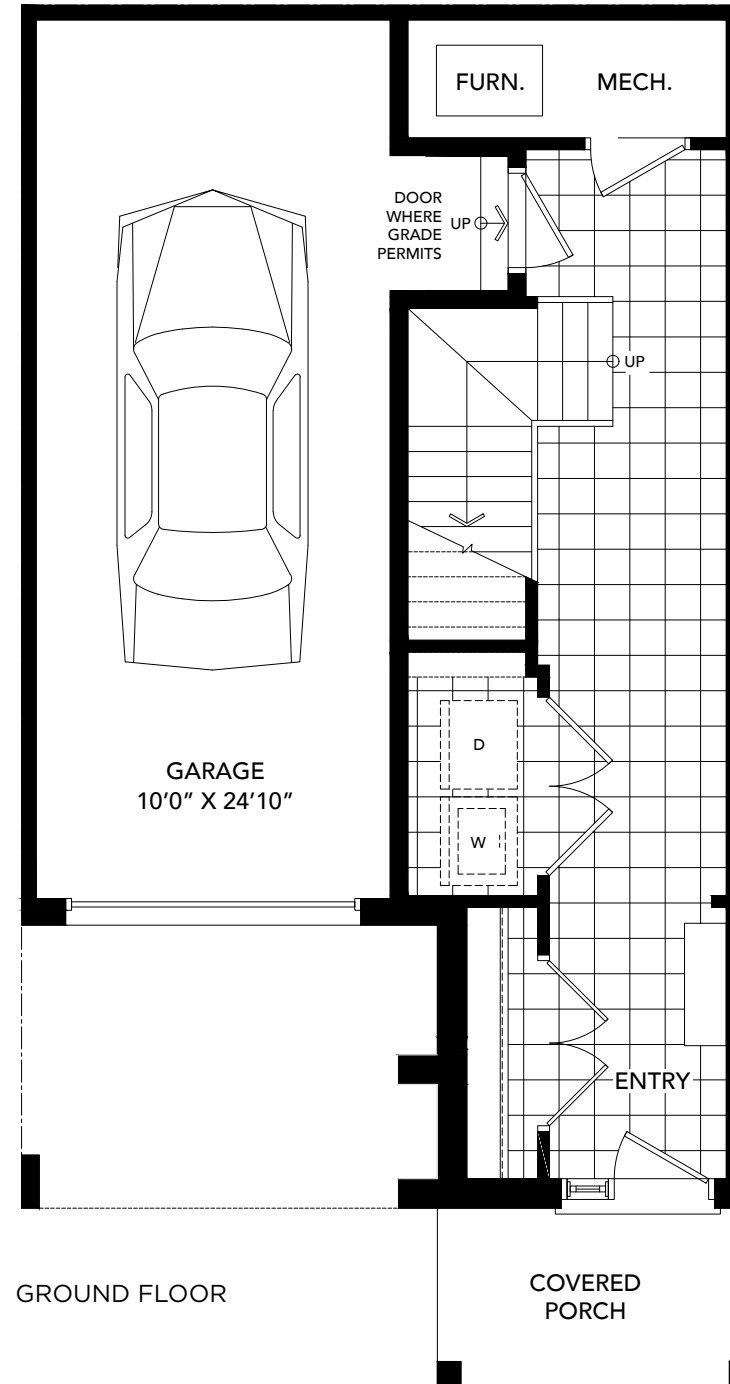 FURN.
MECH.
DOOR
WHERE
GRADE
PERMITS
UP
UP
D
GARAGE
10’0” X 24’10”
W
ENTRY
GROUND FLOOR
COVERED
PORCH